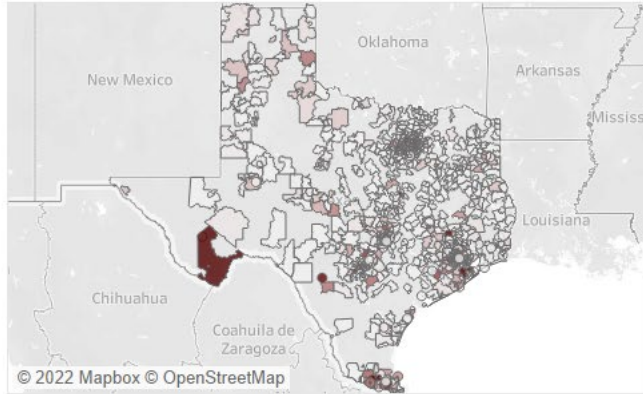 Oklahoma
New Mexico
Arkansas
Mississ
Louisiana
Chihuahua
Coahuila de
Zaragoza
© 2022 Mapbox © OpenStreetMap